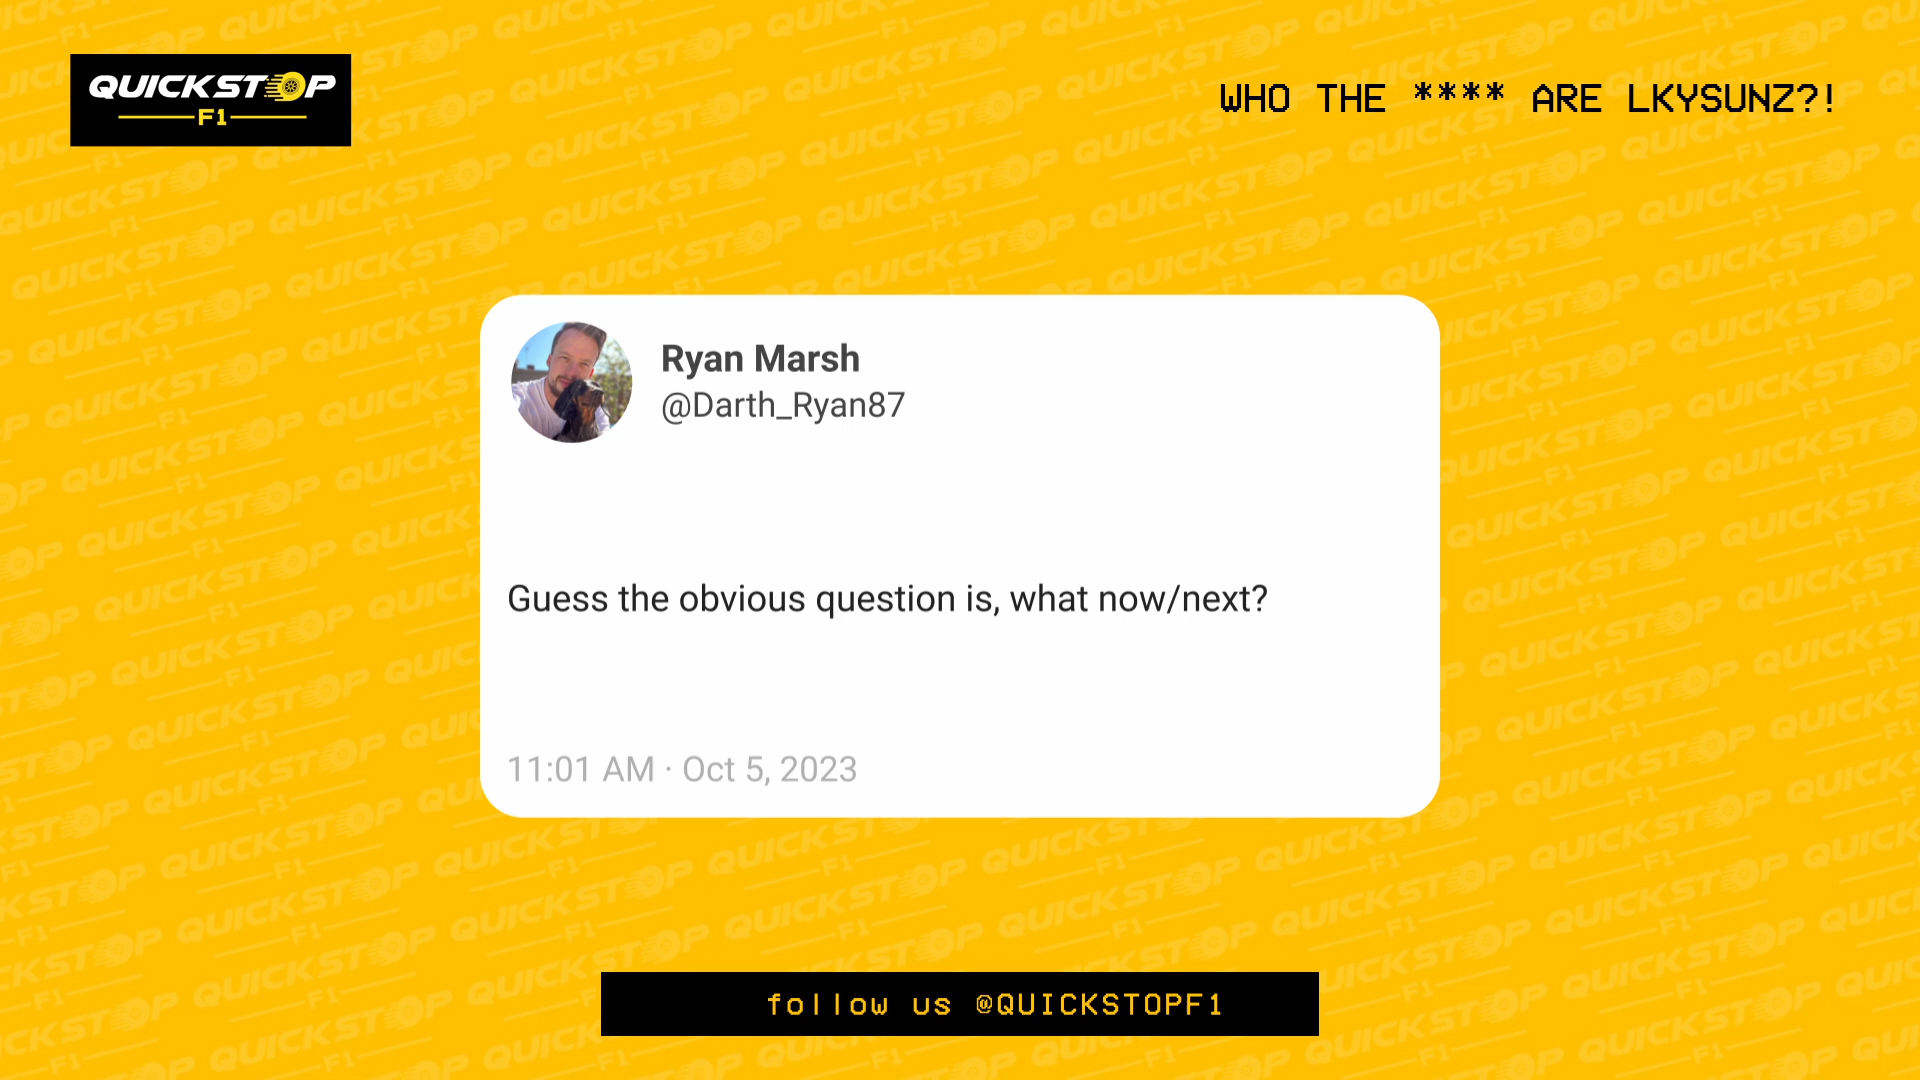 QUICKSTOP
F1
WHO THE **** ARE LKYSUNZ?!
Ryan Marsh
@Darth_Ryan87
Guess the obvious question is, what now/next?
11:01 AM · Oct 5, 2023
follow us @QUICKSTOPF1